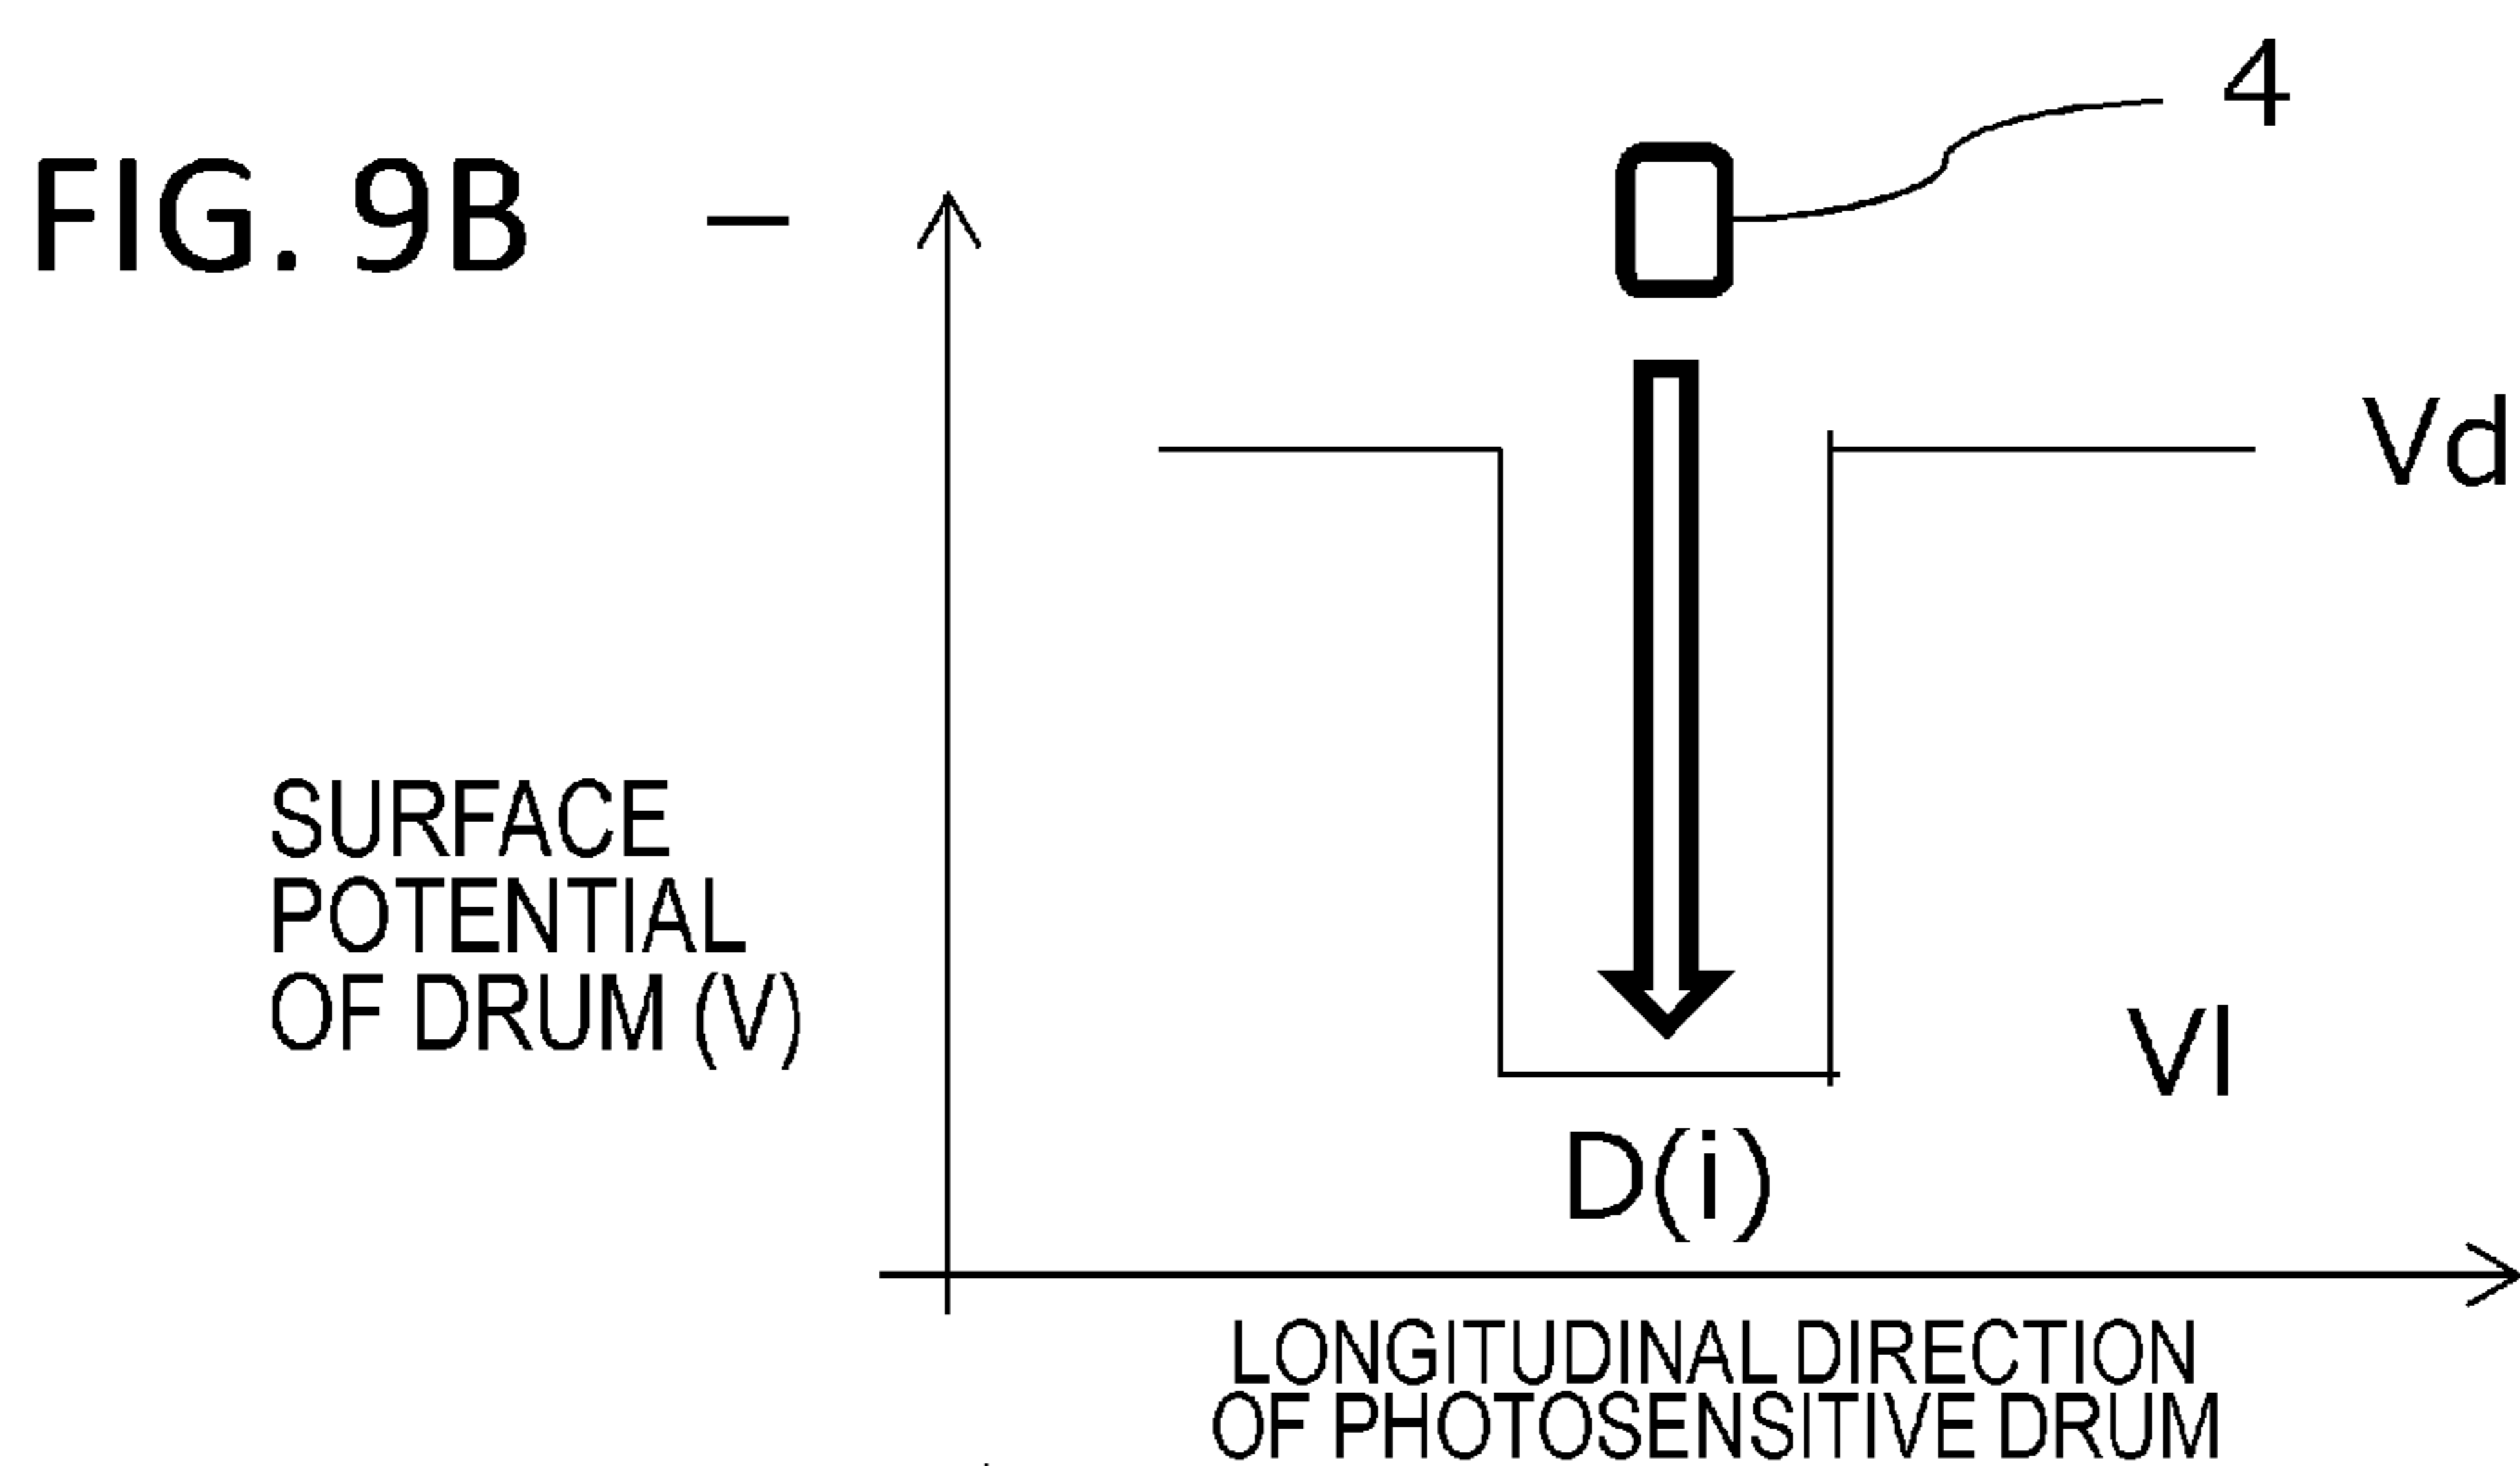 FIG. 9B
−
4
Vd
SURFACE
POTENTIAL
OF DRUM (V)
Vl
D(i)
LONGITUDINAL DIRECTION
OF PHOTOSENSITIVE DRUM